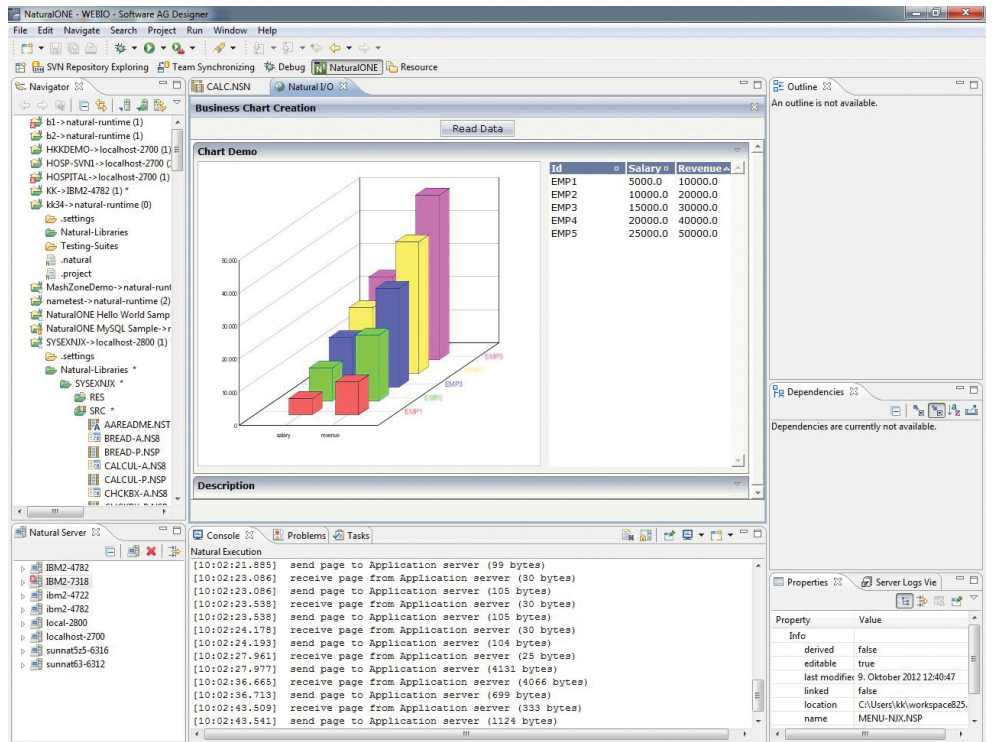 NaturalONE - WEBIO - Software AG Designer
File Edit Navigate Search Project Run Window Help
SVN Repository Exploring Team Synchronizing Debug NaturalONE Resource
Navigator
b1->natural-runtime (1)
b2->natural-runtime (1)
HKKDEMO->localhost-2700 (1)
HOSP-SVN1->localhost-2700 (
HOSPITAL->localhost-2700 (1)
KK->IBM2-4782 (1) *
kk34->natural-runtime (0)
.settings
Natural-Libraries
Testing-Suites
.natural
.project
MashZoneDemo->natural-runt
nametest->natural-runtime (2)
NaturalONE Hello World Samp
NaturalONE MySQL Sample->r
SYSEXNJX->localhost-2800 (1)
.settings
Natural-Libraries *
SYSEXNJX *
RES
SRC *
AAREADME.NST
BREAD-A.NS8
BREAD-P.NSP
CALCUL-A.NS8
CALCUL-P.NSP
CHCKBX-A.NS8
CALC.NSN Natural I/O
Business Chart Creation
Read Data
Chart Demo
50.000
40.000
30.000
20.000
10.000
0
salary revenue
EMP1
EMP2
EMP3
EMP5
Id Salary Revenue
EMP1 5000.0 10000.0
EMP2 10000.0 20000.0
EMP3 15000.0 30000.0
EMP4 20000.0 40000.0
EMP5 25000.0 50000.0
Description
Outline
An outline is not available.
Dependencies
Dependencies are currently not available.
Natural Server
IBM2-4782
IBM2-7318
ibm2-4722
ibm2-4782
local-2800
localhost-2700
sunnat5z5-6316
sunnat63-6312
Console Problems Tasks
Natural Execution
[10:02:21.885] send page to Application server (99 bytes)
[10:02:23.086] receive page from Application server (30 bytes)
[10:02:23.086] send page to Application server (105 bytes)
[10:02:23.538] receive page from Application server (30 bytes)
[10:02:23.538] send page to Application server (105 bytes)
[10:02:24.178] receive page from Application server (30 bytes)
[10:02:24.193] send page to Application server (104 bytes)
[10:02:27.961] receive page from Application server (25 bytes)
[10:02:27.977] send page to Application server (4131 bytes)
[10:02:36.665] receive page from Application server (4066 bytes)
[10:02:36.713] send page to Application server (699 bytes)
[10:02:43.509] receive page from Application server (333 bytes)
[10:02:43.541] send page to Application server (1124 bytes)
Properties Server Logs Vie
Property Value
Info
derived false
editable true
last modified 9. Oktober 2012 12:40:47
linked false
location C:\Users\kk\workspace825.
name MENU-NJX.NSP